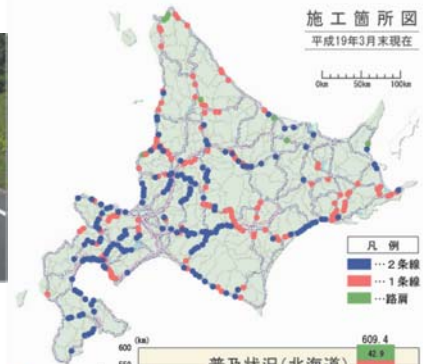 施工箇所図
平成19年3月末現在
0km 50km 100km
凡例
…2条線
…1条線
…路肩
609.4
(km)
600
42.9
普及状況(北海道)